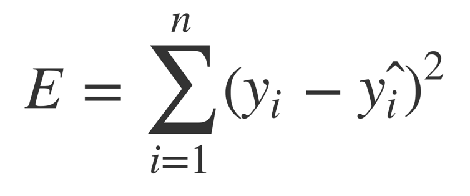 E = \sum_{i=1}^{n} (y_i - \hat{y_i})^2